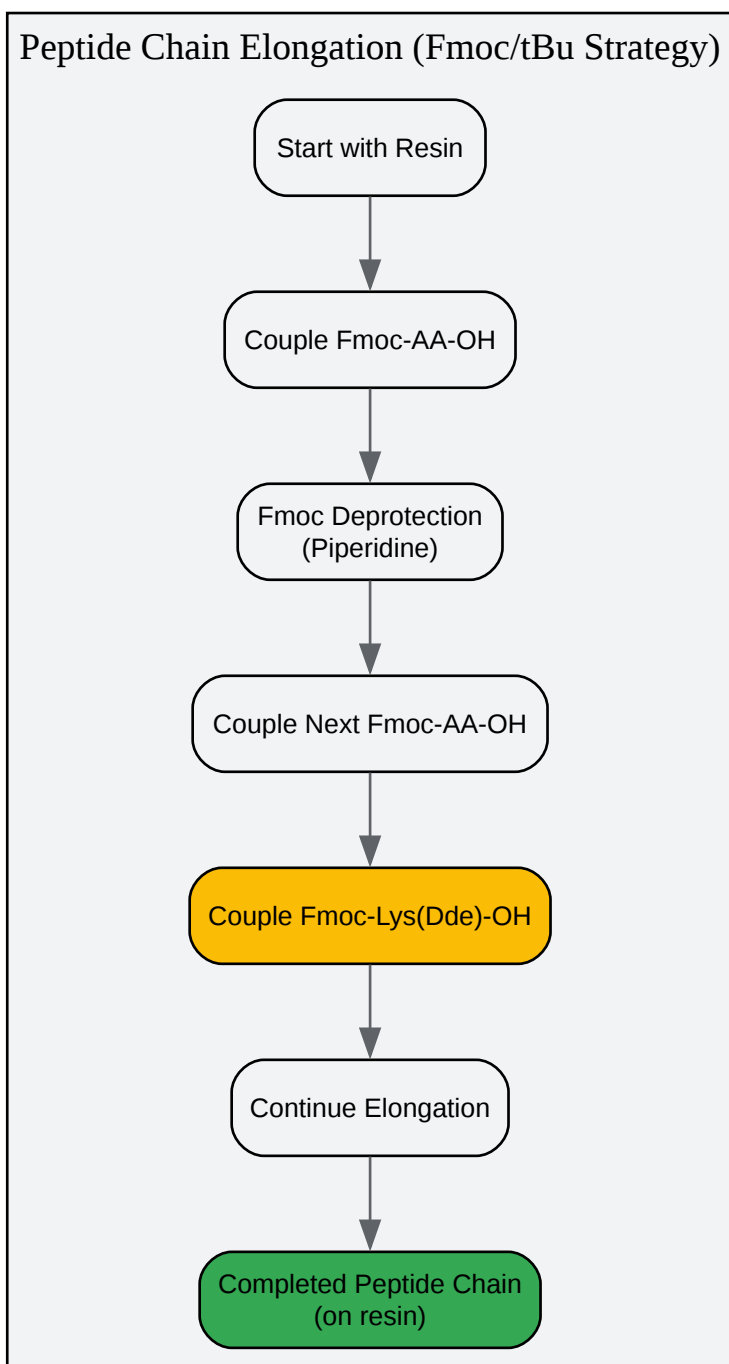 Peptide Chain Elongation (Fmoc/tBu Strategy)
Start with Resin
Couple Fmoc-AA-OH
Fmoc Deprotection
(Piperidine)
Couple Next Fmoc-AA-OH
Couple Fmoc-Lys(Dde)-OH
Continue Elongation
Completed Peptide Chain
(on resin)